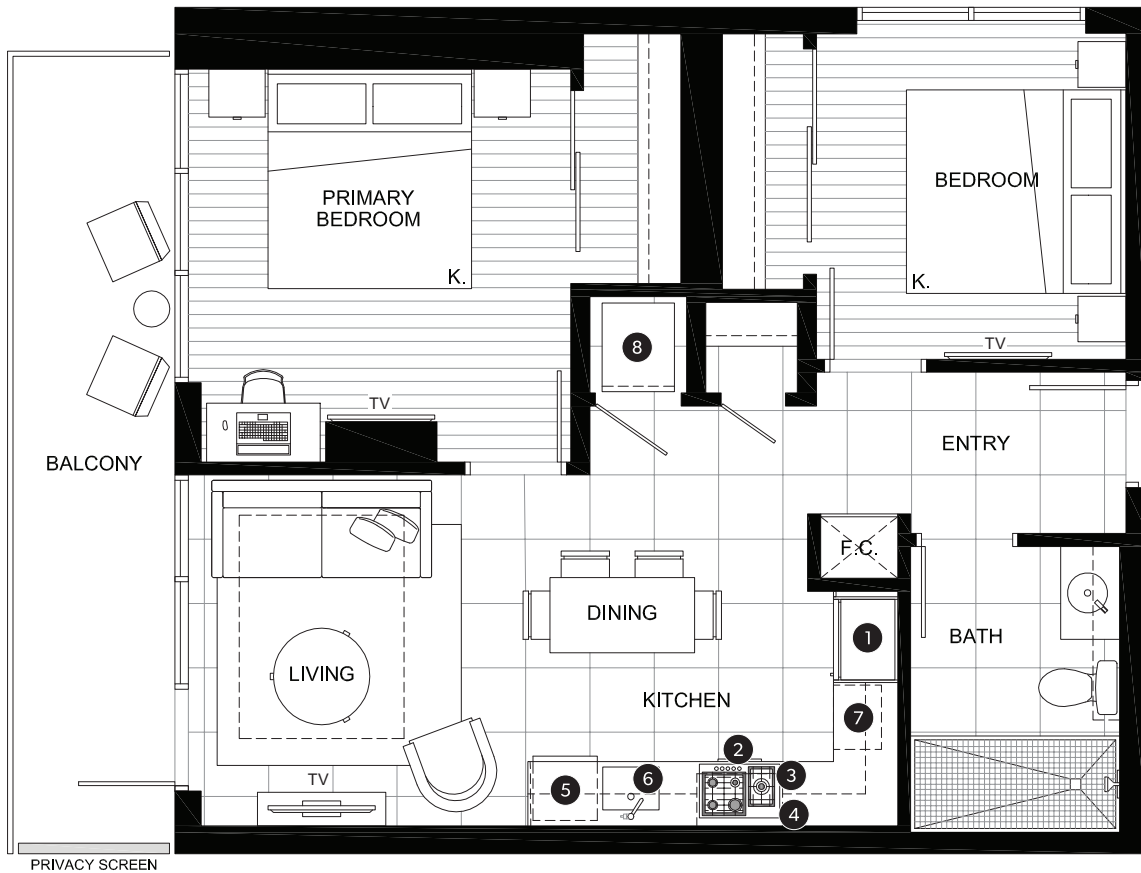 PRIMARY
BEDROOM
K.
BEDROOM
K.
8
TV
TV
BALCONY
ENTRY
F.C.
DINING
1
BATH
LIVING
KITCHEN
7
2
TV
5
6
3
4
PRIVACY SCREEN